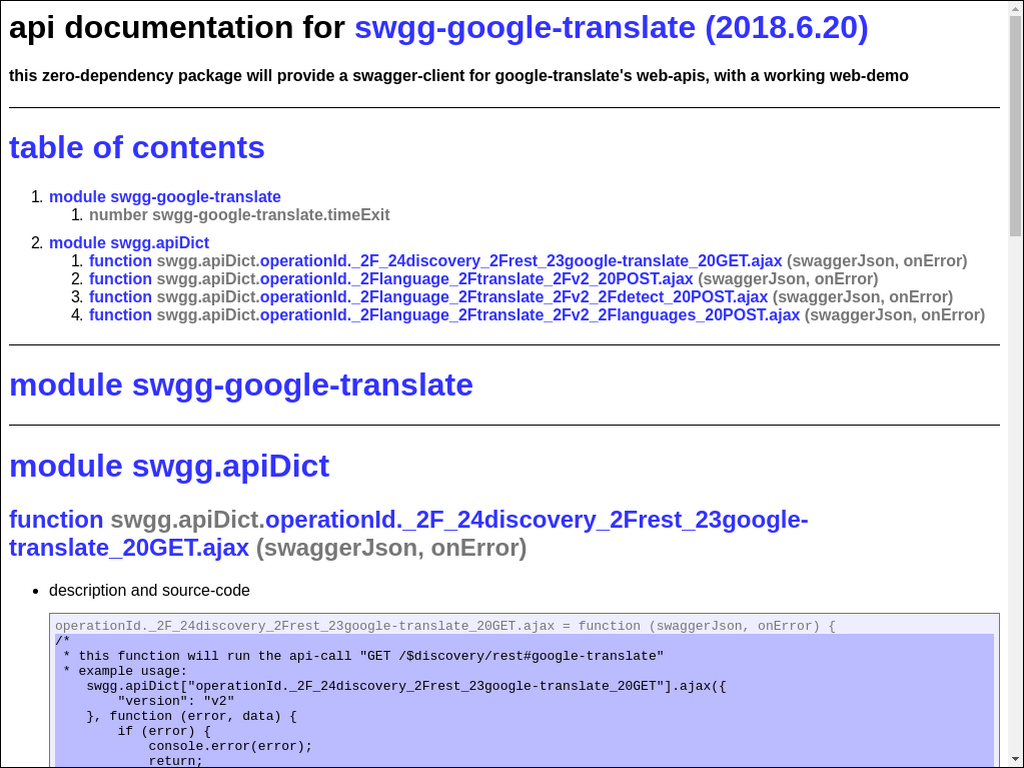 api documentation for swgg-google-translate (2018.6.20)
this zero-dependency package will provide a swagger-client for google-translate's web-apis, with a working web-demo
table of contents
1. module swgg-google-translate
1. number swgg-google-translate.timeExit
2. module swgg.apiDict
1. function swgg.apiDict.operationId._2F_24discovery_2Frest_23google-translate_20GET.ajax (swaggerJson, onError)
2. function swgg.apiDict.operationId._2Flanguage_2Ftranslate_2Fv2_20POST.ajax (swaggerJson, onError)
3. function swgg.apiDict.operationId._2Flanguage_2Ftranslate_2Fv2_2Fdetect_20POST.ajax (swaggerJson, onError)
4. function swgg.apiDict.operationId._2Flanguage_2Ftranslate_2Fv2_2Flanguages_20POST.ajax (swaggerJson, onError)
module swgg-google-translate
module swgg.apiDict
function swgg.apiDict.operationId._2F_24discovery_2Frest_23google-
translate_20GET.ajax (swaggerJson, onError)
• description and source-code
operationId._2F_24discovery_2Frest_23google-translate_20GET.ajax = function (swaggerJson, onError) {
/*
 * this function will run the api-call "GET /$discovery/rest#google-translate"
 * example usage:
    swgg.apiDict["operationId._2F_24discovery_2Frest_23google-translate_20GET"].ajax({
        "version": "v2"
    }, function (error, data) {
        if (error) {
            console.error(error);
            return;